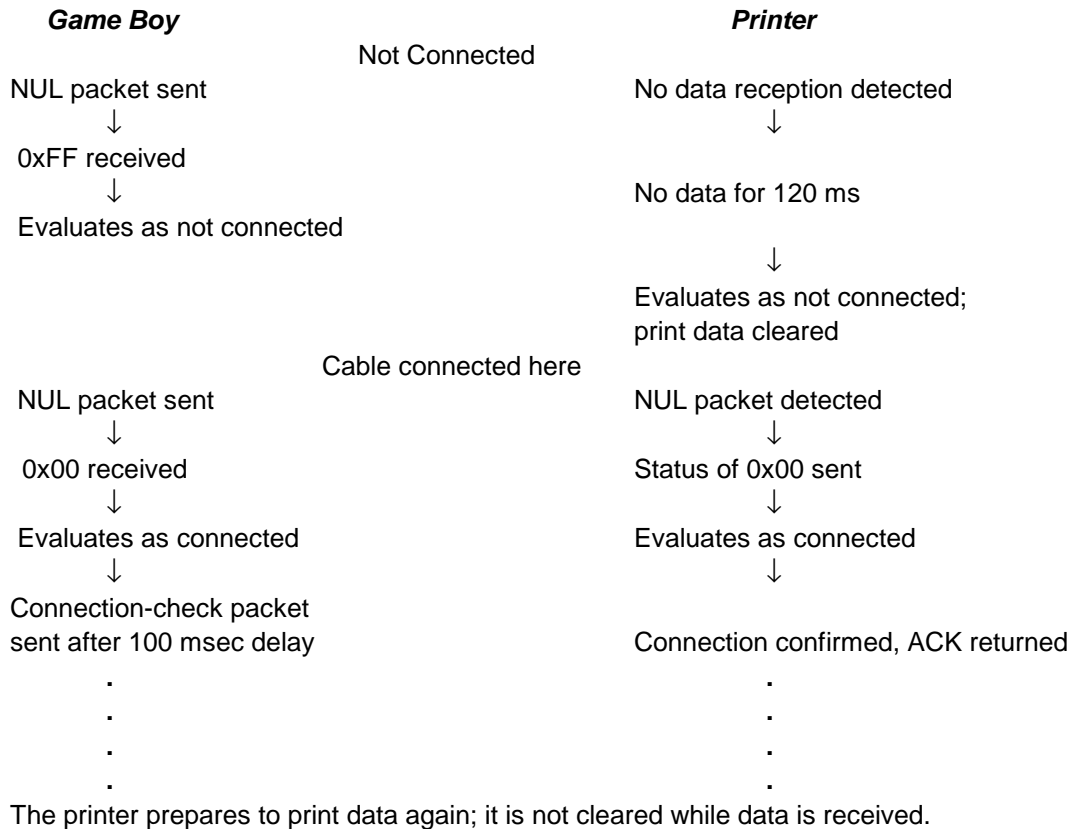 Game Boy Printer
Not Connected
NUL packet sent No data reception detected
↓ ↓
0xFF received
↓ No data for 120 ms
Evaluates as not connected
↓
Evaluates as not connected;
print data cleared
Cable connected here
NUL packet sent NUL packet detected
↓ ↓
0x00 received Status of 0x00 sent
↓ ↓
Evaluates as connected Evaluates as connected
↓ ↓
Connection-check packet
sent after 100 msec delay Connection confirmed, ACK returned
. .
. .
. .
. .
The printer prepares to print data again; it is not cleared while data is received.